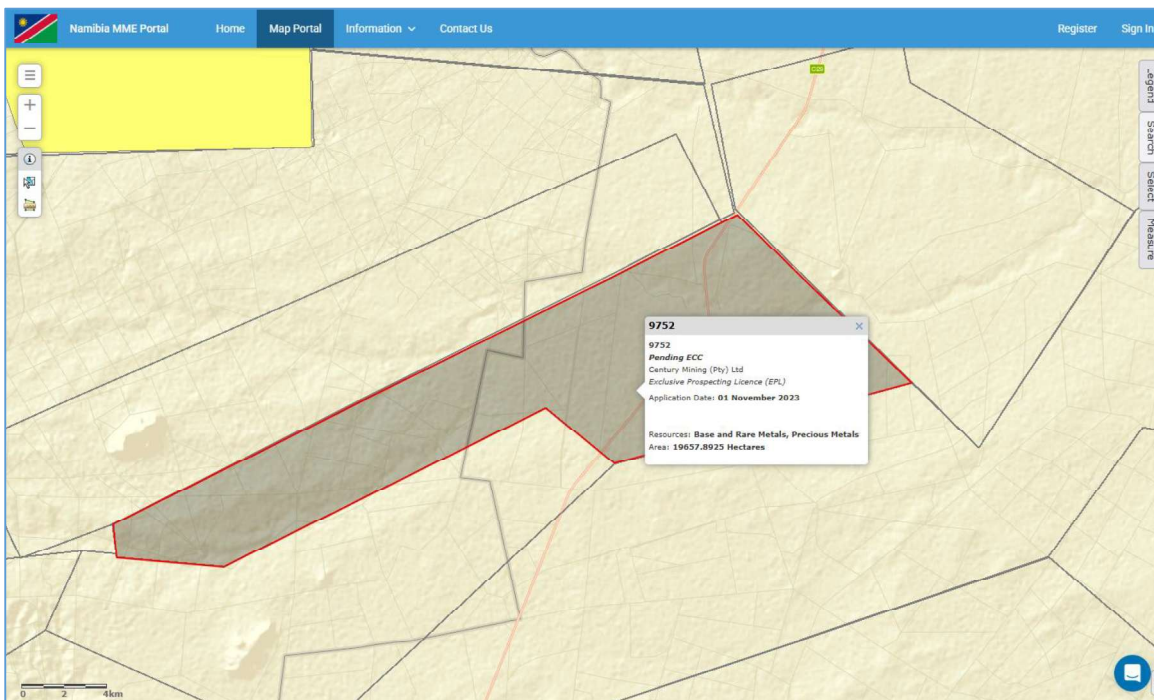 Namibia MME Portal Home Map Portal Information Contact Us Register Sign In
Legend
Search
Select
Measure
9752 ×
9752
Pending ECC
Century Mining (Pty) Ltd
Exclusive Prospecting Licence (EPL)
Application Date: 01 November 2023
Resources: Base and Rare Metals, Precious Metals
Area: 19657.8925 Hectares
0 2 4km